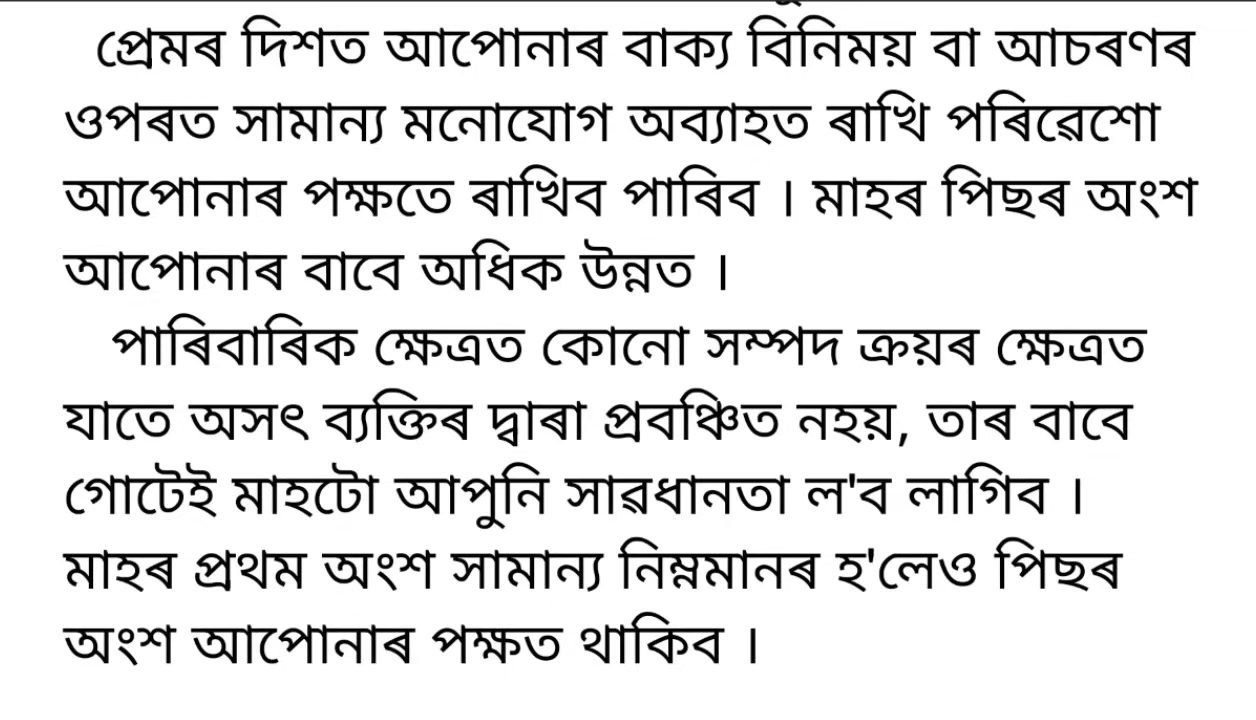 প্ৰেমৰ দিশত আপোনাৰ বাক্য বিনিময় বা আচৰণৰ
ওপৰত সামান্য মনোযোগ অব্যাহত ৰাখি পৰিৱেশো
আপোনাৰ পক্ষতে ৰাখিব পাৰিব । মাহৰ পিছৰ অংশ
আপোনাৰ বাবে অধিক উন্নত ।
পাৰিবাৰিক ক্ষেত্ৰত কোনো সম্পদ ক্ৰয়ৰ ক্ষেত্ৰত
যাতে অসৎ ব্যক্তিৰ দ্বাৰা প্ৰবঞ্চিত নহয়, তাৰ বাবে
গোটেই মাহটো আপুনি সাৱধানতা ল'ব লাগিব ।
মাহৰ প্ৰথম অংশ সামান্য নিম্নমানৰ হ'লেও পিছৰ
অংশ আপোনাৰ পক্ষত থাকিব ।